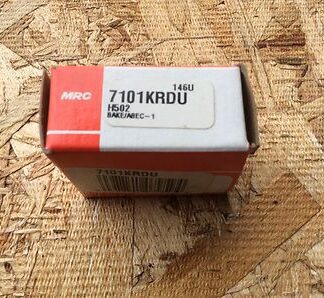 146U
MRC 7101KRDU
H502
BAKE/ABEC-1
7101KRDU